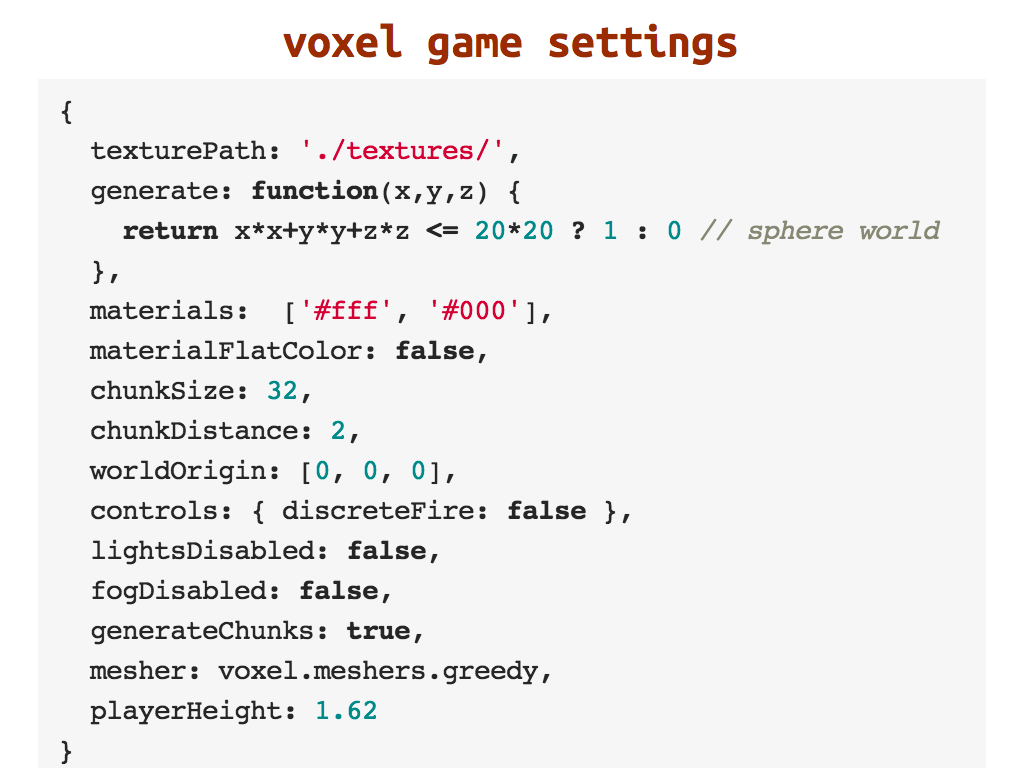 voxel game settings
{
  texturePath: './textures/',
  generate: function(x,y,z) {
    return x*x+y*y+z*z <= 20*20 ? 1 : 0 // sphere world
  },
  materials:  ['#fff', '#000'],
  materialFlatColor: false,
  chunkSize: 32,
  chunkDistance: 2,
  worldOrigin: [0, 0, 0],
  controls: { discreteFire: false },
  lightsDisabled: false,
  fogDisabled: false,
  generateChunks: true,
  mesher: voxel.meshers.greedy,
  playerHeight: 1.62
}